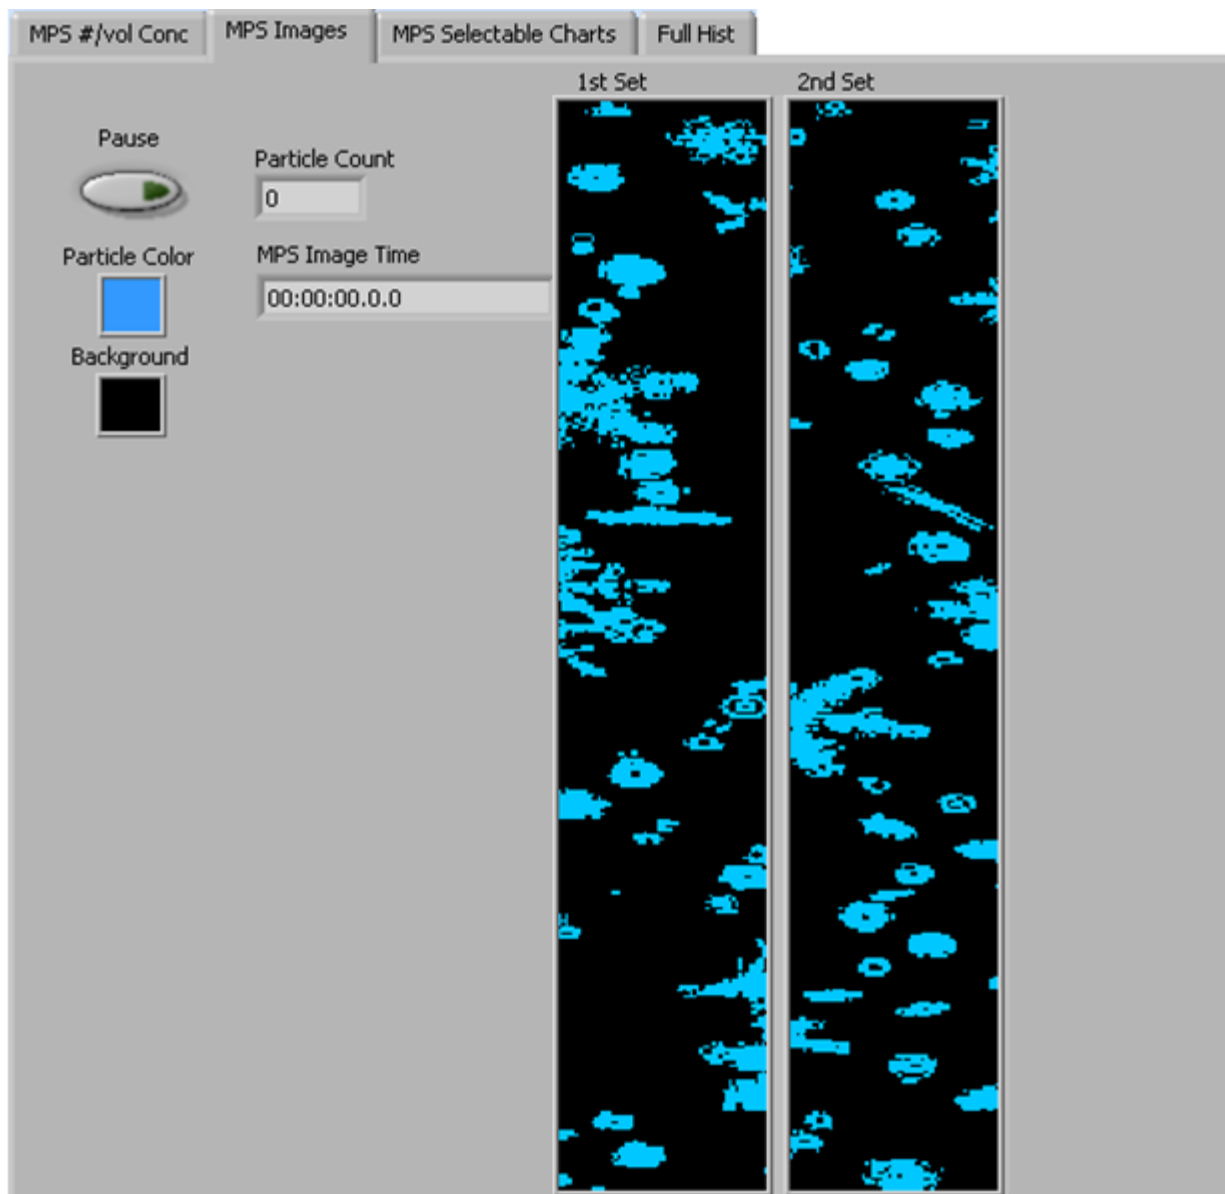 MPS #/vol Conc
MPS Images
MPS Selectable Charts
Full Hist
1st Set
2nd Set
Pause
Particle Count
0
Particle Color
MPS Image Time
00:00:00.0.0
Background